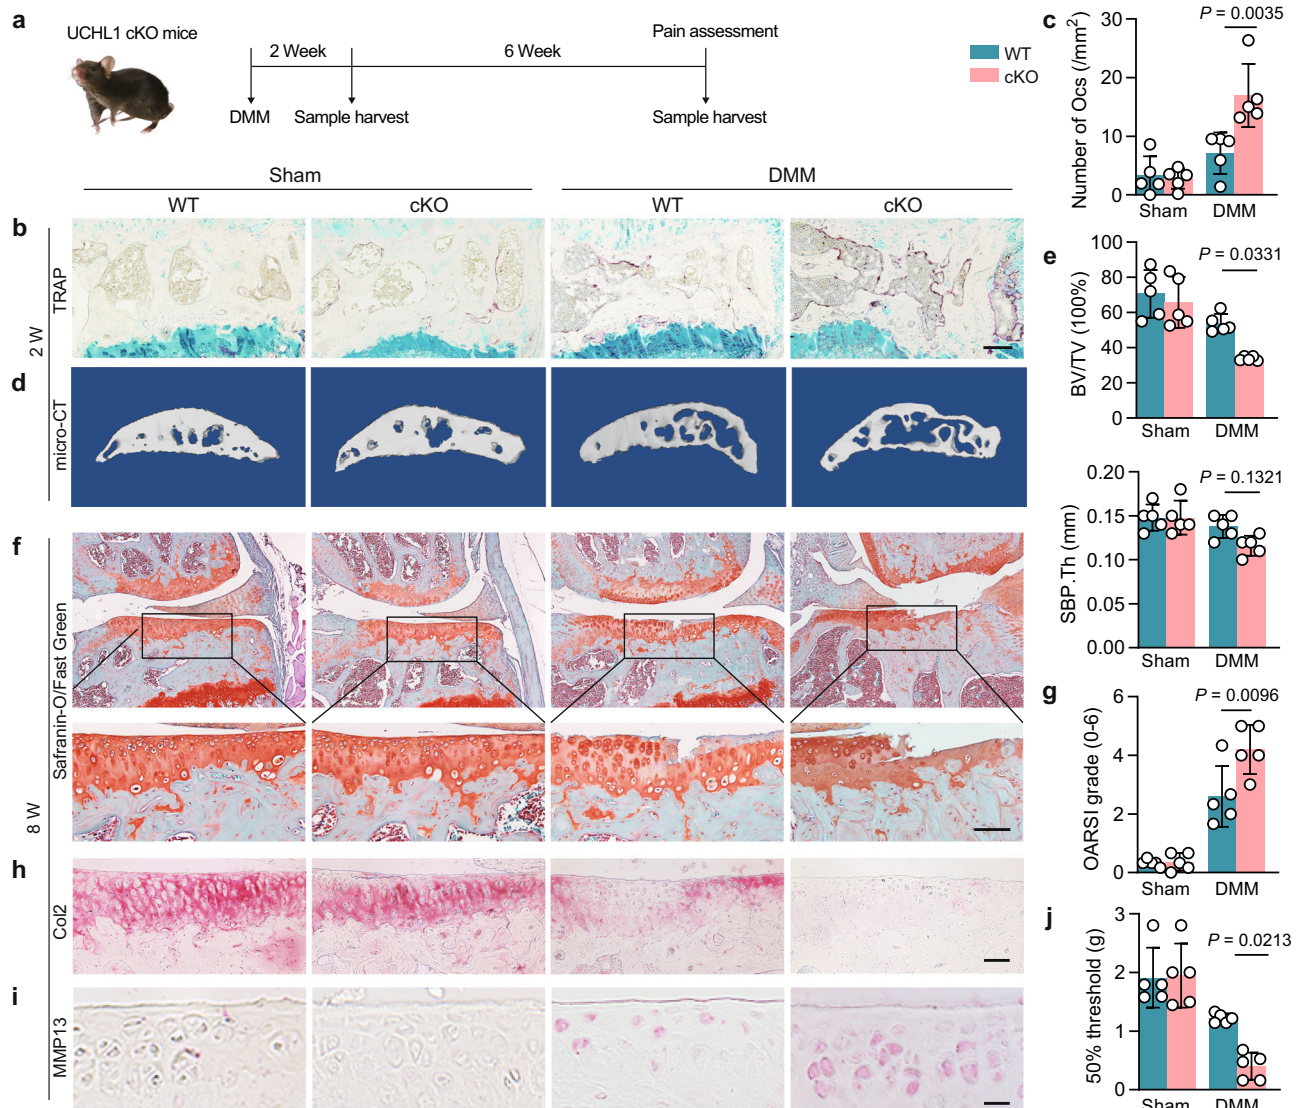 a
UCHL1 cKO mice
2 Week
6 Week
Pain assessment
DMM
Sample harvest
Sample harvest
WT
cKO
c
P = 0.0035
Number of Ocs (/mm²)
30
20
10
0
Sham
DMM
Sham
DMM
WT
cKO
WT
cKO
b
TRAP
2 W
d
micro-CT
e
P = 0.0331
BV/TV (100%)
100
80
60
40
20
0
Sham
DMM
P = 0.1321
SBP.Th (mm)
0.20
0.15
0.10
0.05
0.00
Sham
DMM
f
Safranin-O/Fast Green
8 W
g
P = 0.0096
OARSI grade (0-6)
6
4
2
0
Sham
DMM
h
Col2
i
MMP13
j
P = 0.0213
50% threshold (g)
3
2
1
0
Sham
DMM